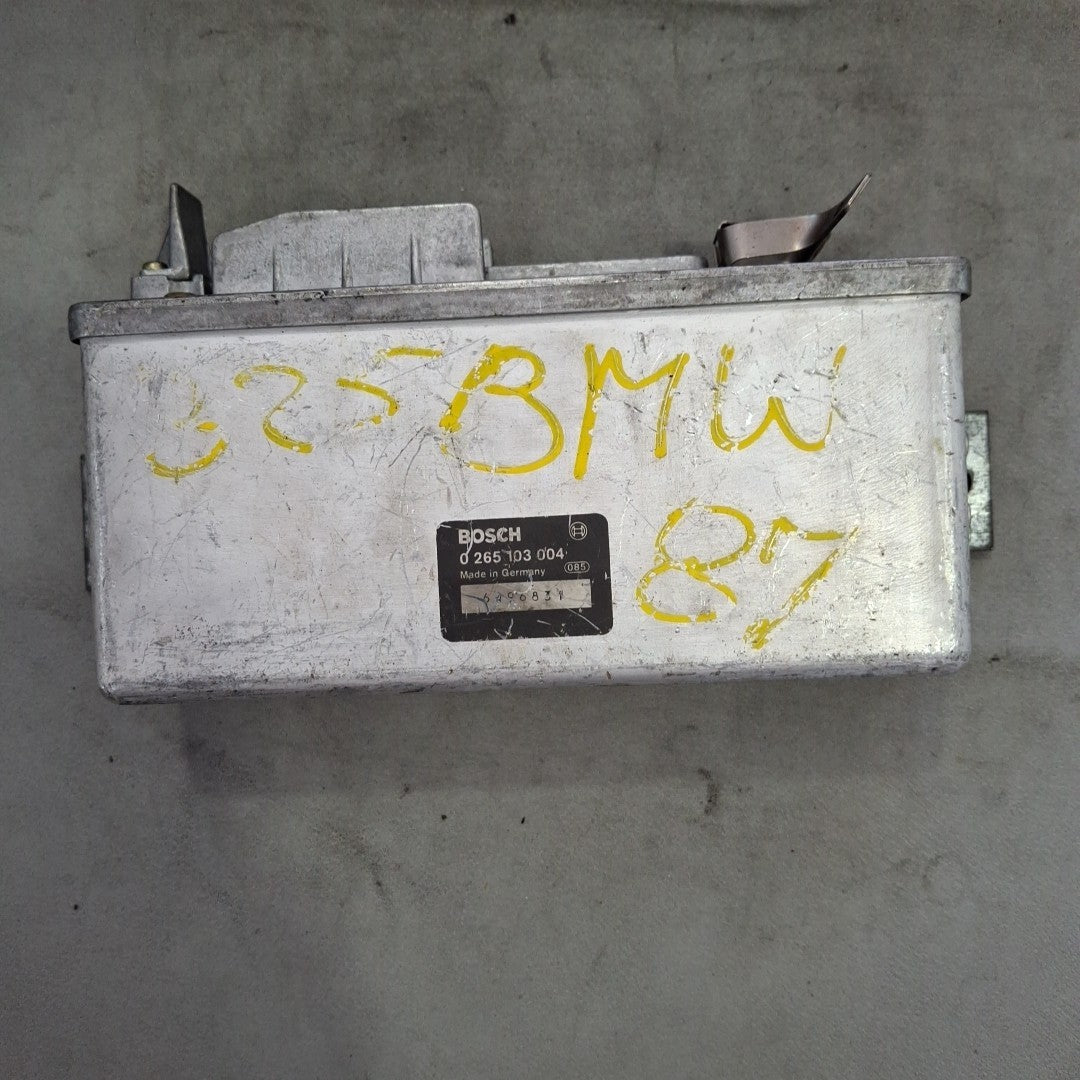 325 BMW
87
BOSCH
0 265 103 004
Made in Germany 085